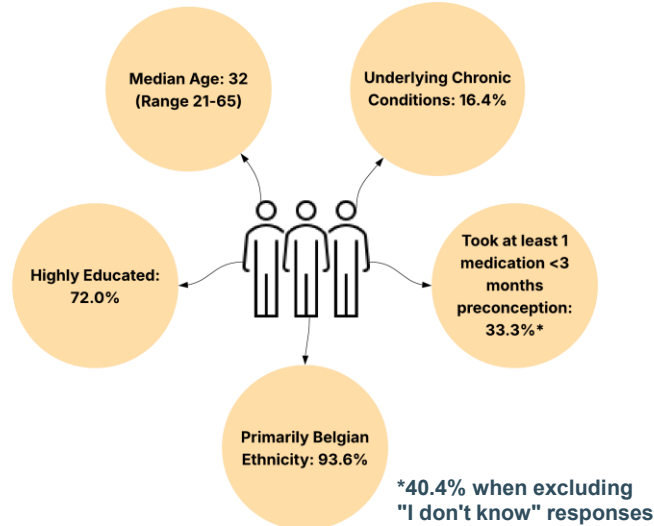 Median Age: 32
(Range 21-65)
Underlying Chronic
Conditions: 16.4%
Highly Educated:
72.0%
Took at least 1
medication <3
months
preconception:
33.3%*
Primarily Belgian
Ethnicity: 93.6%
*40.4% when excluding
"I don't know" responses